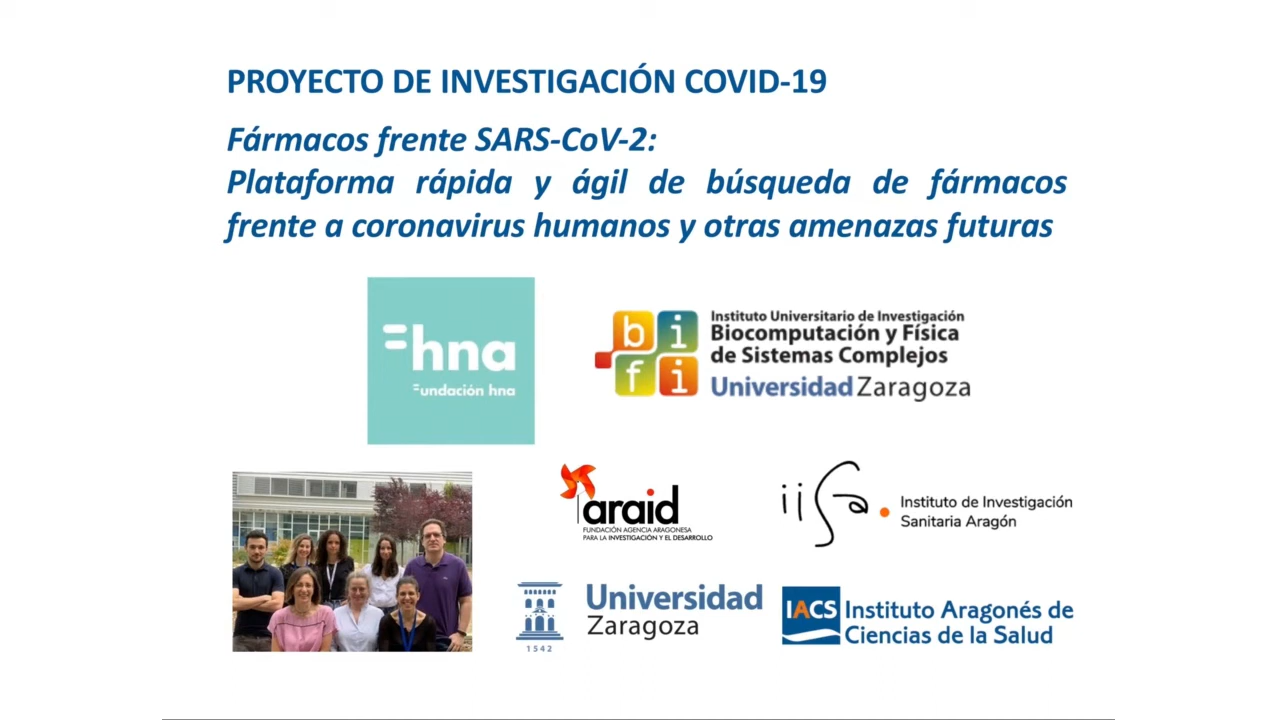 PROYECTO DE INVESTIGACIÓN COVID-19
Fármacos frente SARS-CoV-2:
Plataforma rápida y ágil de búsqueda de fármacos
frente a coronavirus humanos y otras amenazas futuras
hna
Fundación hna
bifi
Instituto Universitario de Investigación
Biocomputación y Física
de Sistemas Complejos
Universidad Zaragoza
araid
FUNDACIÓN AGENCIA ARAGONESA
PARA LA INVESTIGACIÓN Y EL DESARROLLO
iisa
Instituto de Investigación
Sanitaria Aragón
1542
Universidad
Zaragoza
IACS
Instituto Aragonés de
Ciencias de la Salud